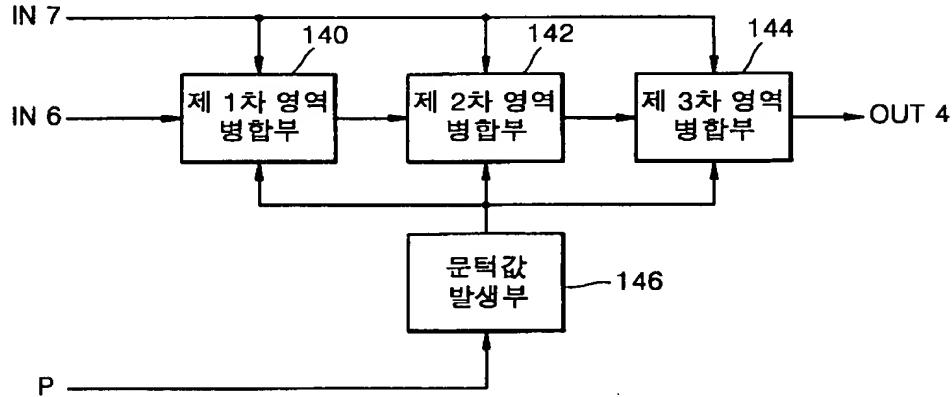 IN 7
140
142
144
IN 6
제 1차 영역
병합부
제 2차 영역
병합부
제 3차 영역
병합부
OUT 4
문턱값
발생부
146
P